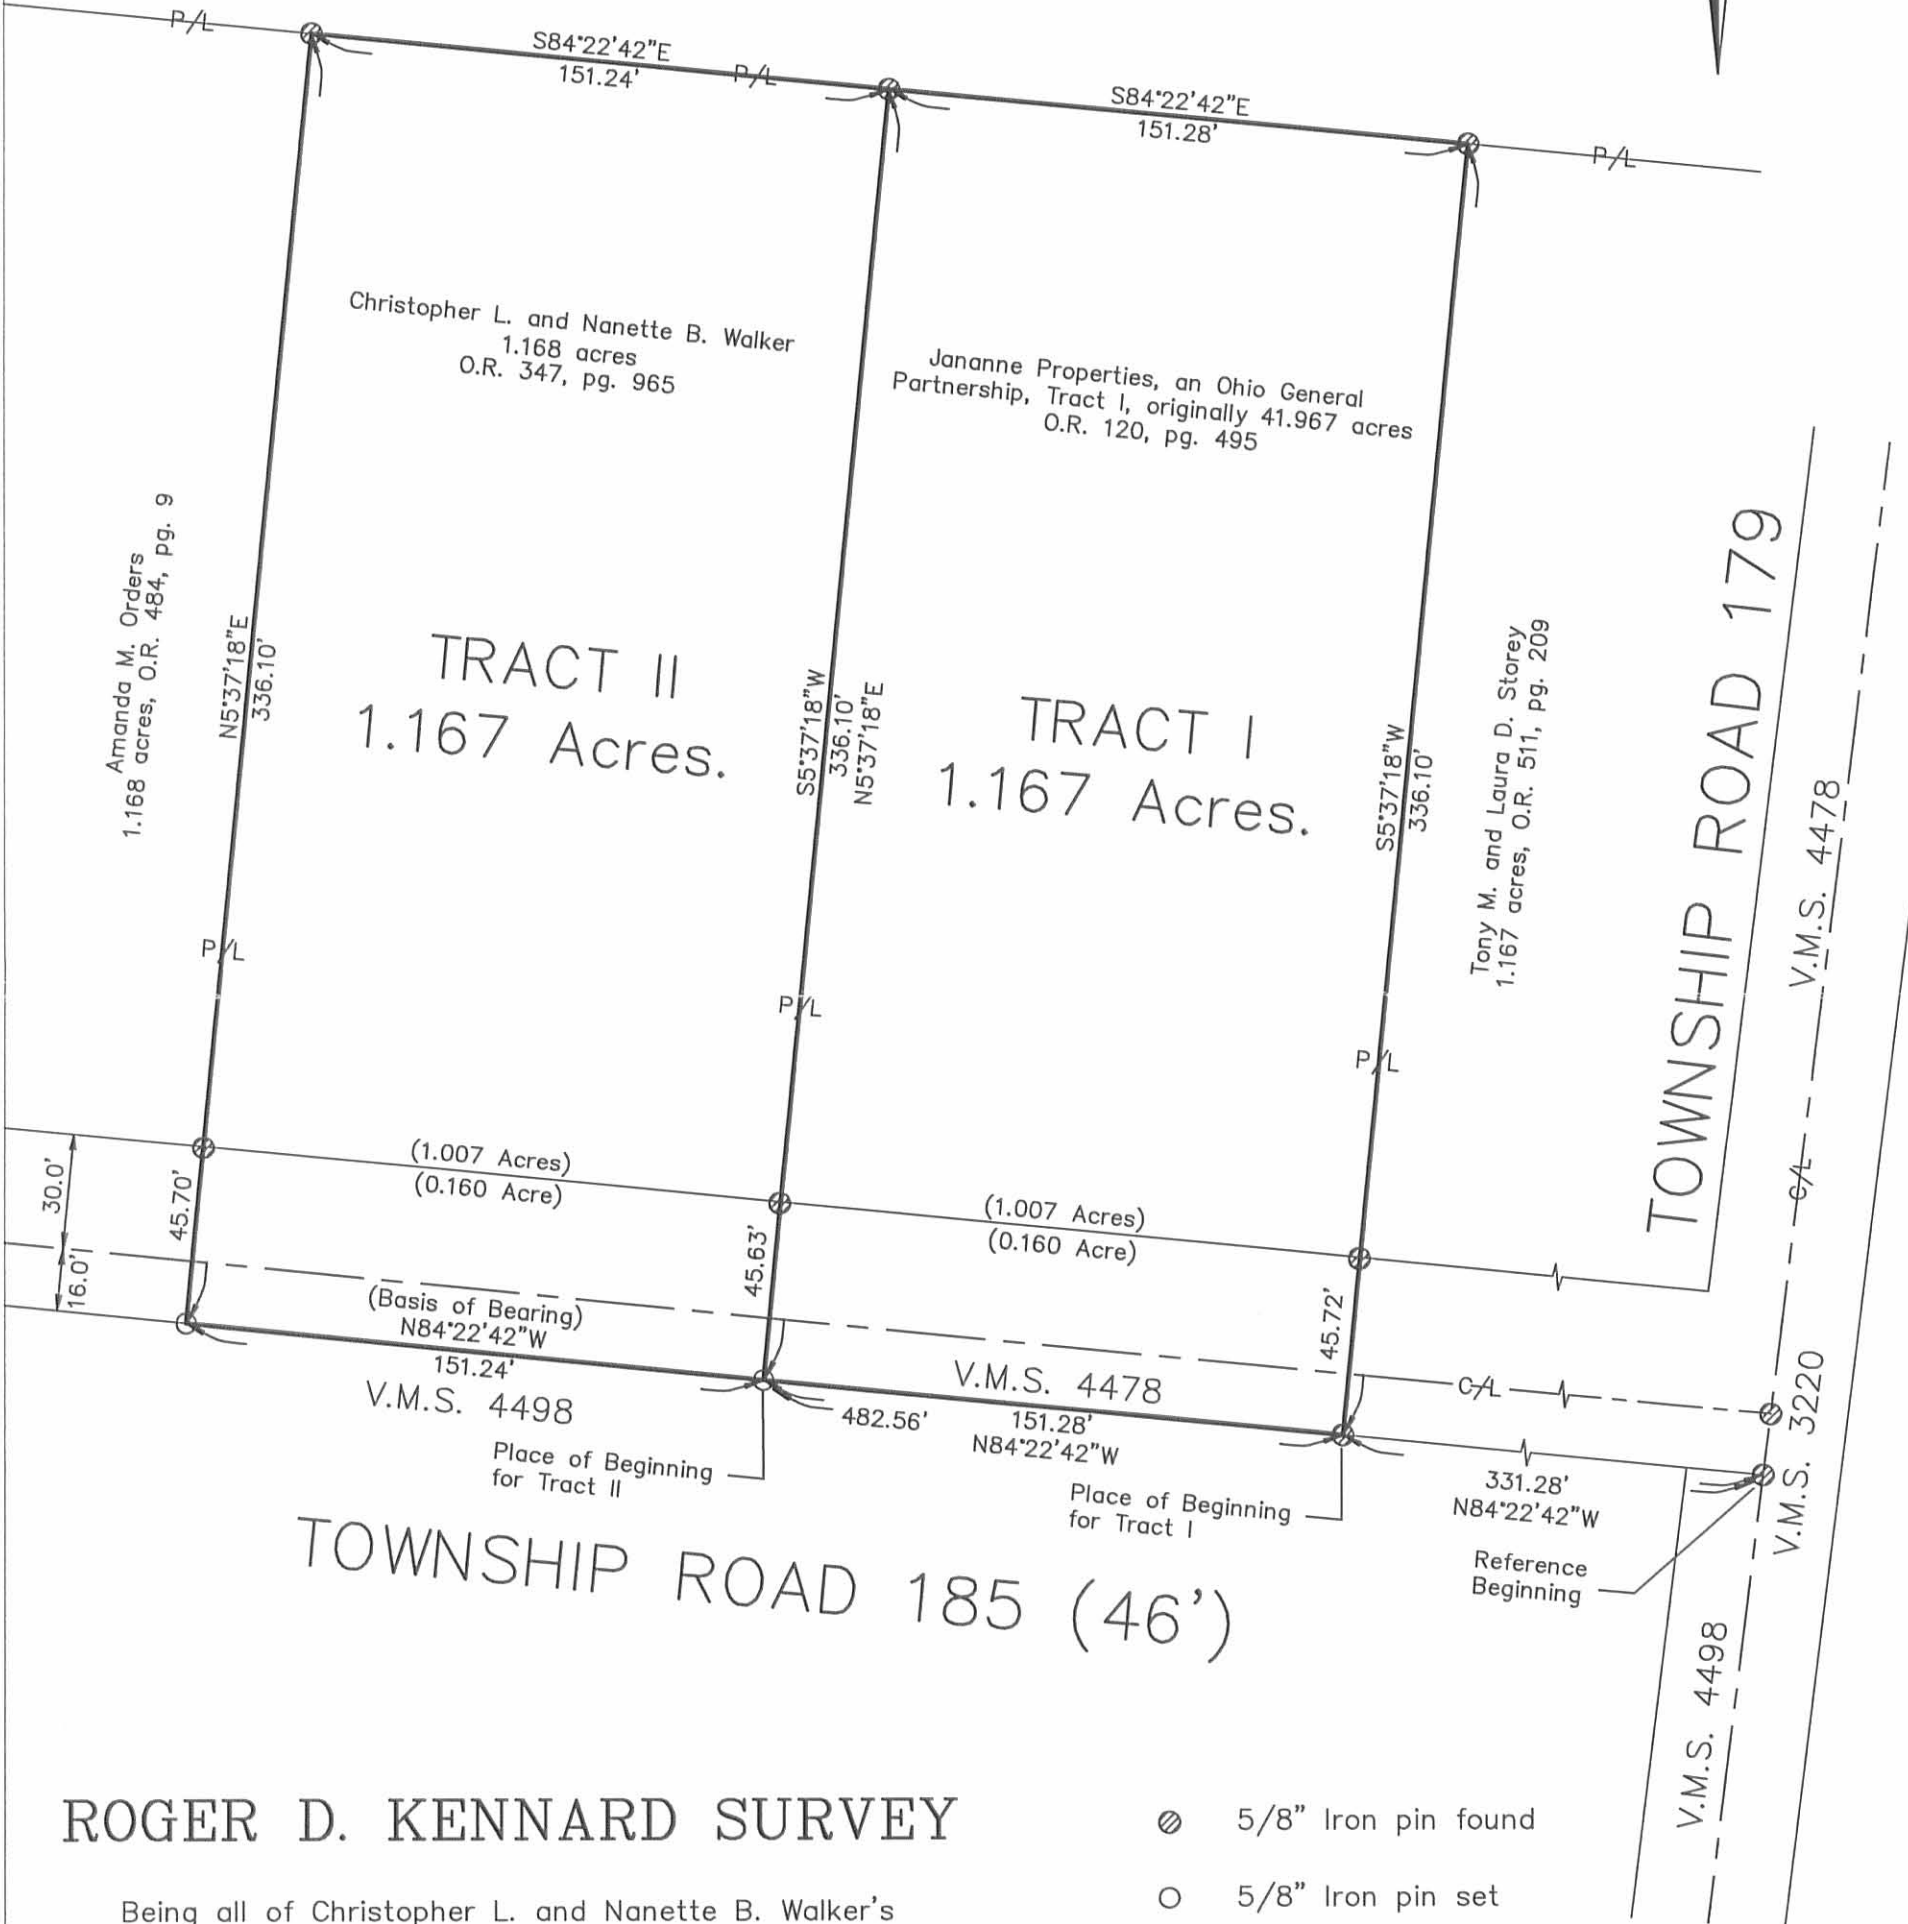 P/L
S84°22'42"E
151.24'
P/L
S84°22'42"E
151.28'
P/L
Christopher L. and Nanette B. Walker
1.168 acres
O.R. 347, pg. 965
Jananne Properties, an Ohio General
Partnership, Tract I, originally 41.967 acres
O.R. 120, pg. 495
Amanda M. Orders
1.168 acres, O.R. 484, pg. 9
N5°37'18"E
336.10'
TRACT II
1.167 Acres.
S5°37'18"W
336.10'
N5°37'18"E
TRACT I
1.167 Acres.
S5°37'18"W
336.10'
Tony M. and Laura D. Storey
1.167 acres, O.R. 511, pg. 209
TOWNSHIP ROAD 179
V.M.S. 4478
P/L
P/L
P/L
C/L
30.0'
16.0'
45.70'
(1.007 Acres)
(0.160 Acre)
45.63'
(1.007 Acres)
(0.160 Acre)
45.72'
(Basis of Bearing)
N84°22'42"W
151.24'
V.M.S. 4498
V.M.S. 4478
482.56'
151.28'
N84°22'42"W
C/L
V.M.S. 3220
Place of Beginning
for Tract II
Place of Beginning
for Tract I
331.28'
N84°22'42"W
Reference
Beginning
TOWNSHIP ROAD 185 (46')
V.M.S. 4498
ROGER D. KENNARD SURVEY
5/8" Iron pin found
5/8" Iron pin set
Being all of Christopher L. and Nanette B. Walker's